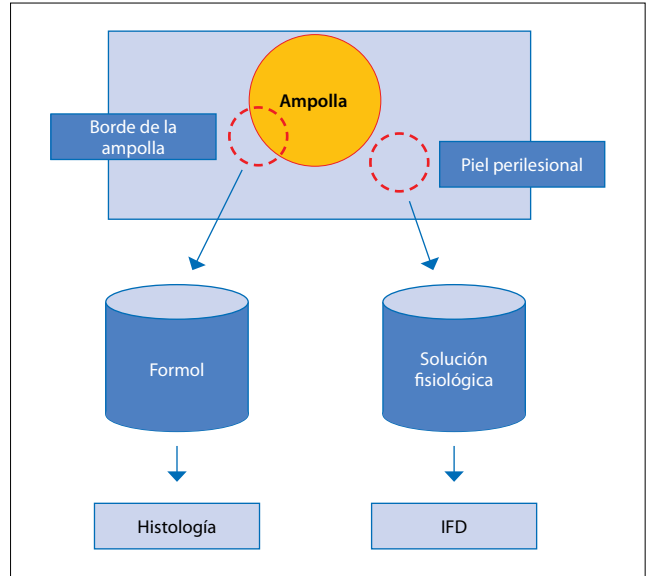 Ampolla
Borde de la
ampolla
Piel perilesional
Formol
Solución
fisiológica
Histología
IFD